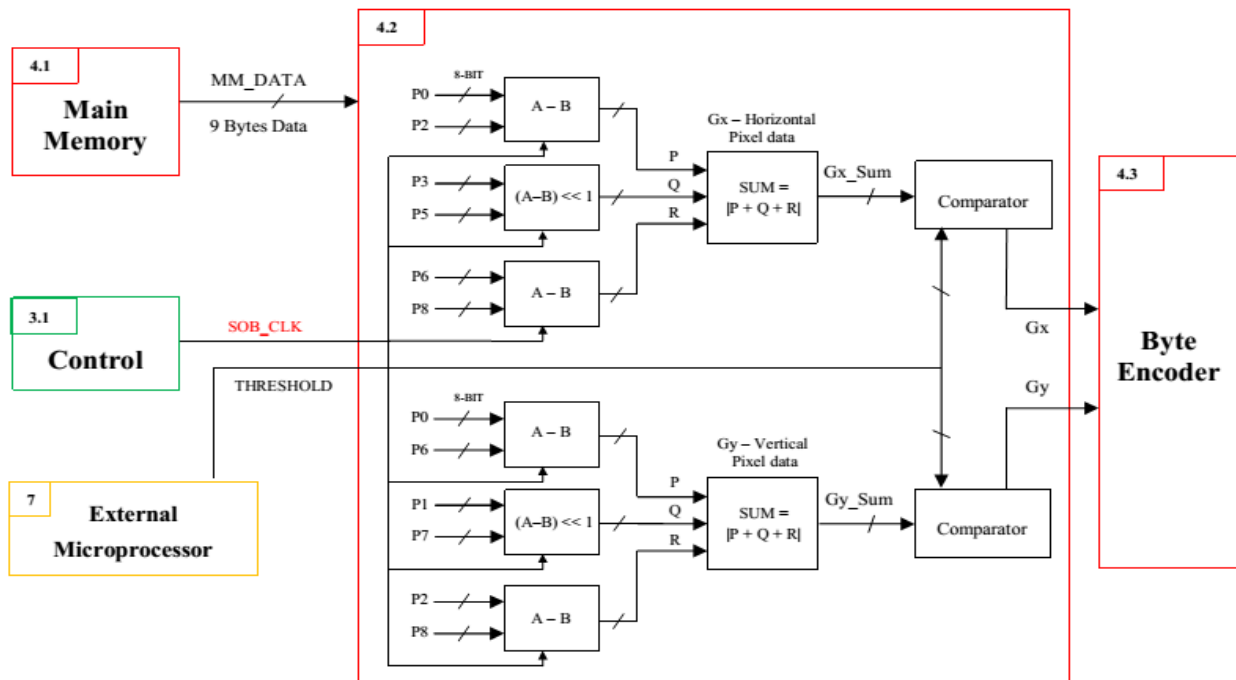 4.1
Main
Memory
MM_DATA
9 Bytes Data
3.1
Control
SOB_CLK
THRESHOLD
7
External
Microprocessor
4.2
8-BIT
P0
P2
A – B
P3
P5
(A–B) << 1
P6
P8
A – B
P
Q
R
Gx – Horizontal
Pixel data
SUM =
|P + Q + R|
Gx_Sum
Comparator
8-BIT
P0
P6
A – B
P1
P7
(A–B) << 1
P2
P8
A – B
P
Q
R
Gy – Vertical
Pixel data
SUM =
|P + Q + R|
Gy_Sum
Comparator
Gx
Gy
4.3
Byte
Encoder